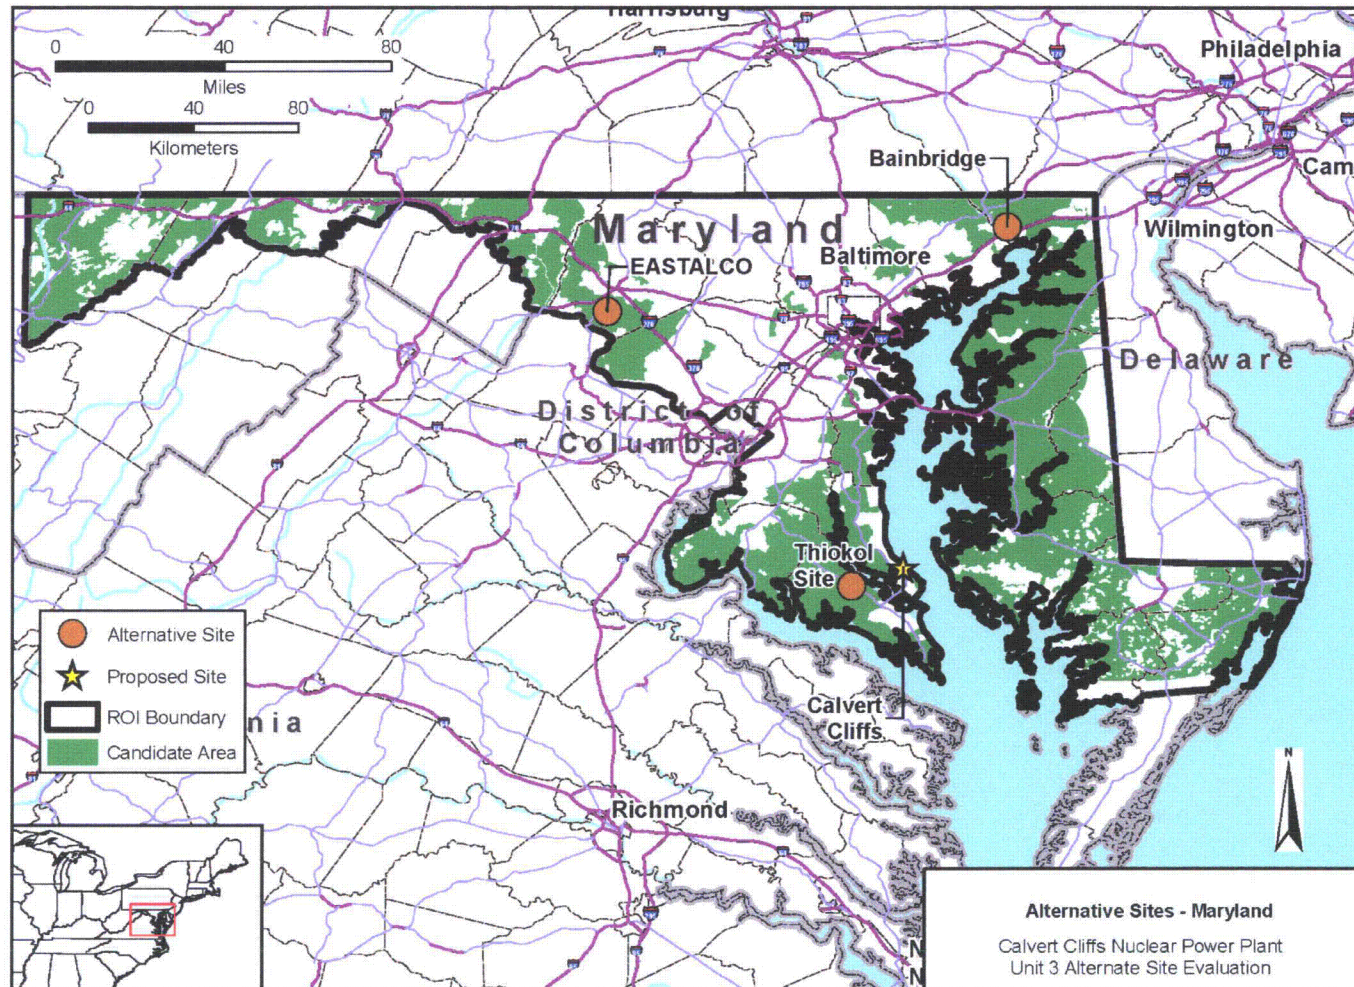 Harrisburg
0 40 80
Miles
0 40 80
Kilometers
Philadelphia
Bainbridge
Cam
Maryland
Wilmington
Baltimore
EASTALCO
Delaware
District of
Columbia
Thiokol
Site
Alternative Site
Proposed Site
ROI Boundary
Candidate Area
nia
Calvert
Cliffs
Richmond
N
N
N
Alternative Sites - Maryland
Calvert Cliffs Nuclear Power Plant
Unit 3 Alternate Site Evaluation